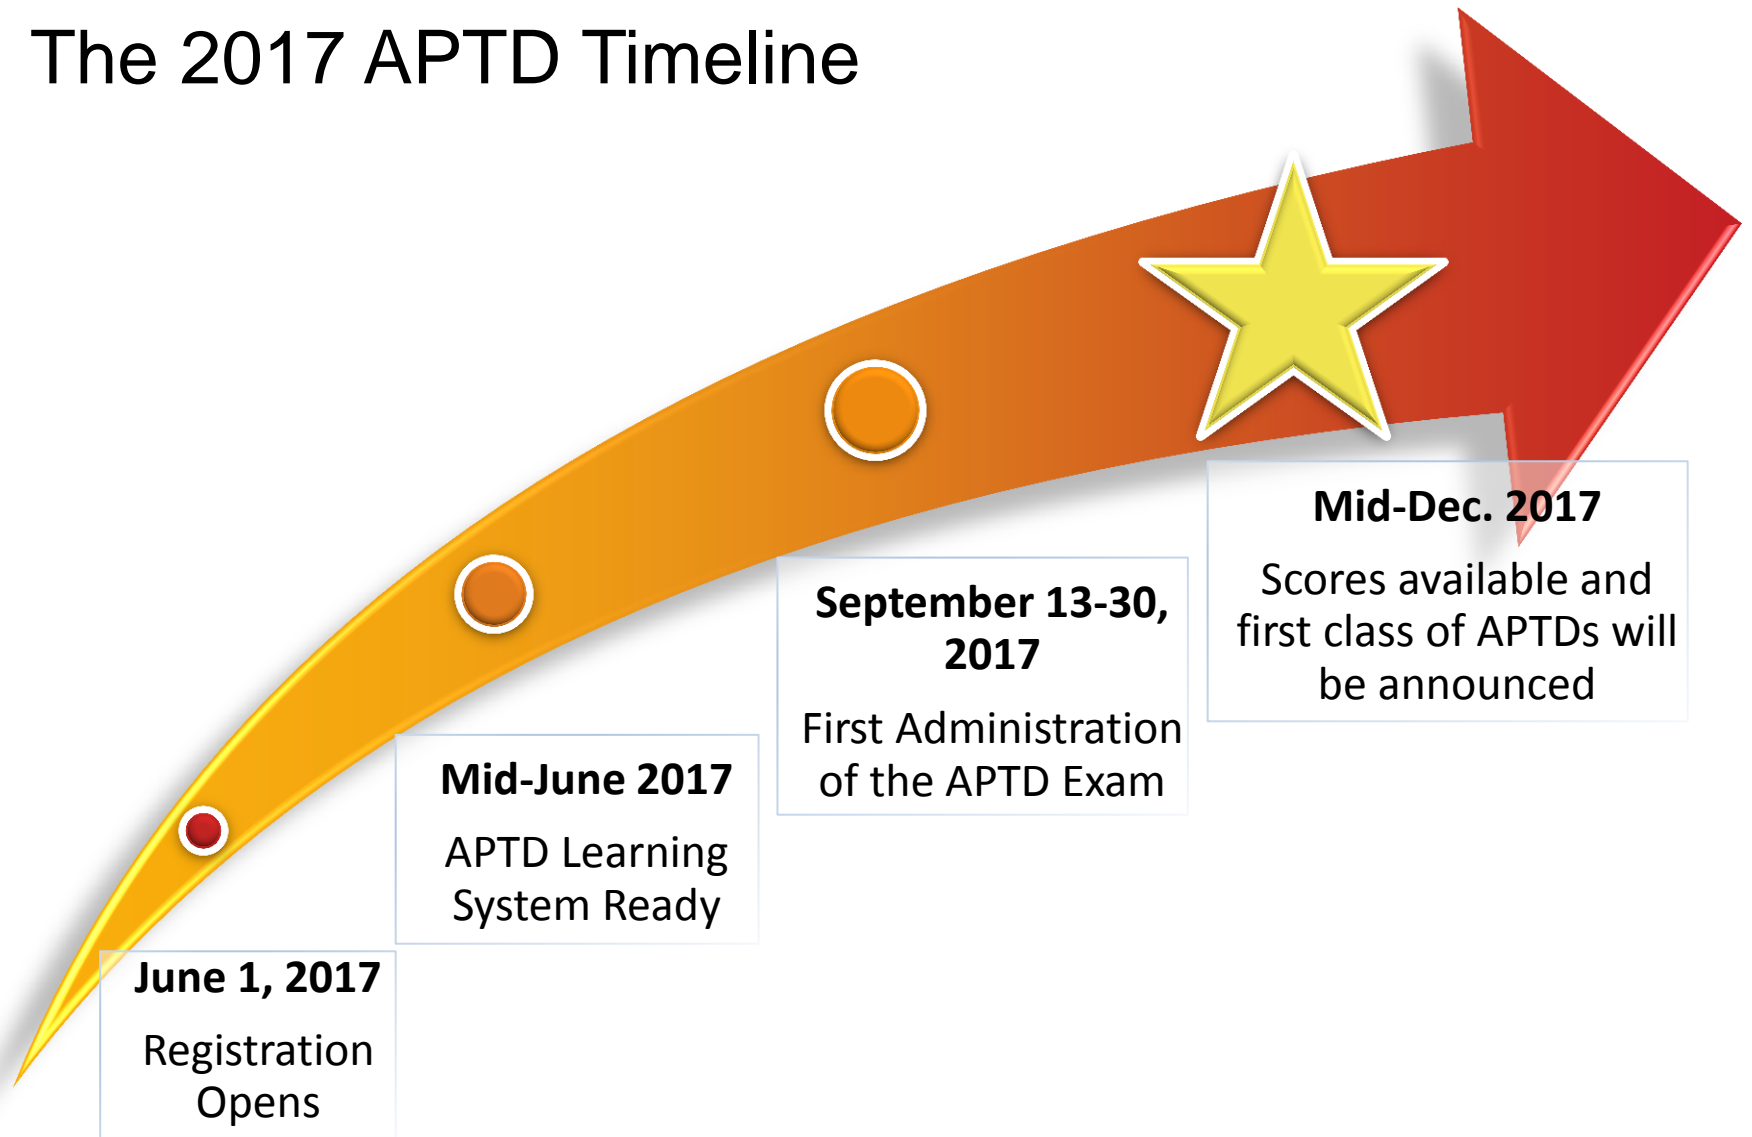 The 2017 APTD Timeline
June 1, 2017
Registration
Opens
Mid-June 2017
APTD Learning
System Ready
September 13-30,
2017
First Administration
of the APTD Exam
Mid-Dec. 2017
Scores available and
first class of APTDs will
be announced